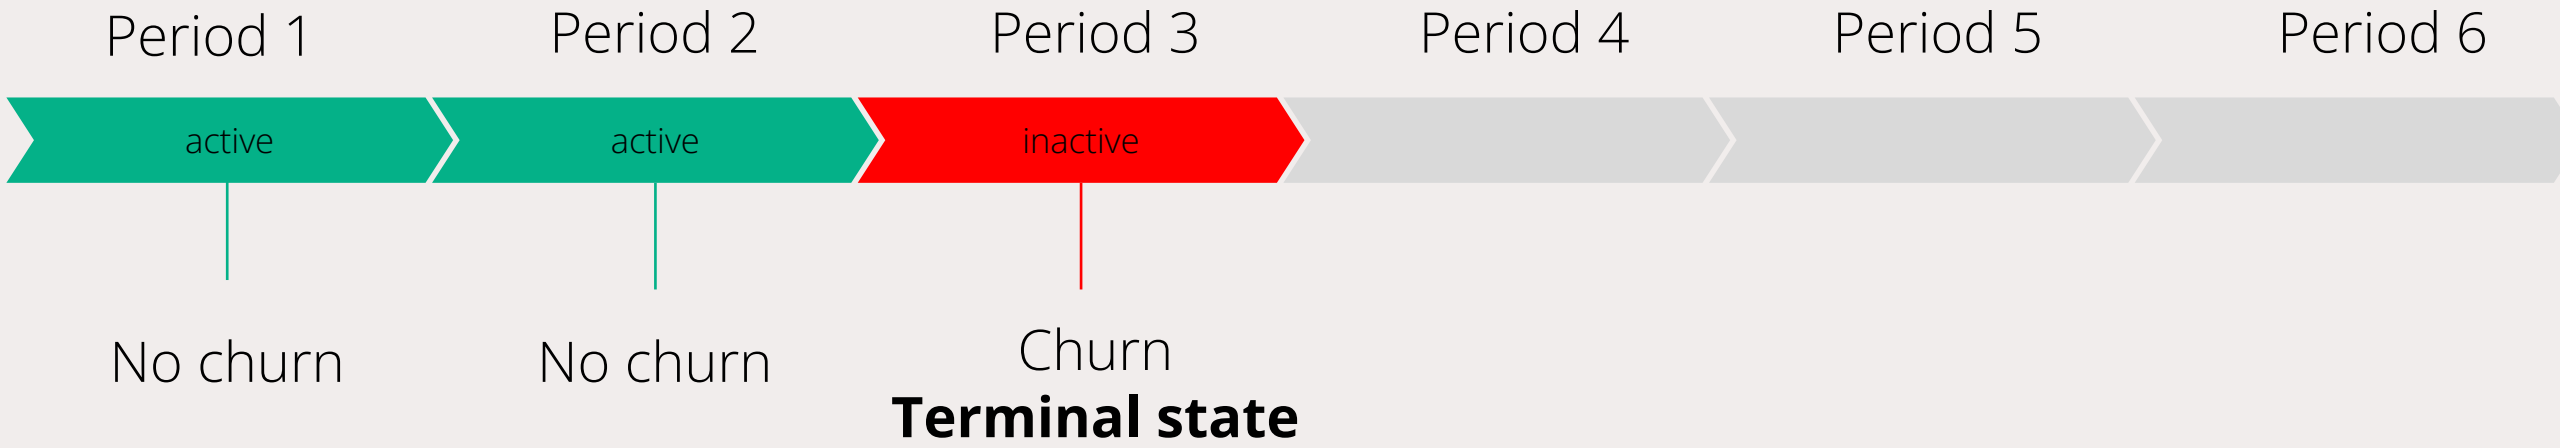 Period 1
Period 2
Period 3
Period 4
Period 5
Period 6
active
active
inactive
No churn
No churn
Churn
Terminal state